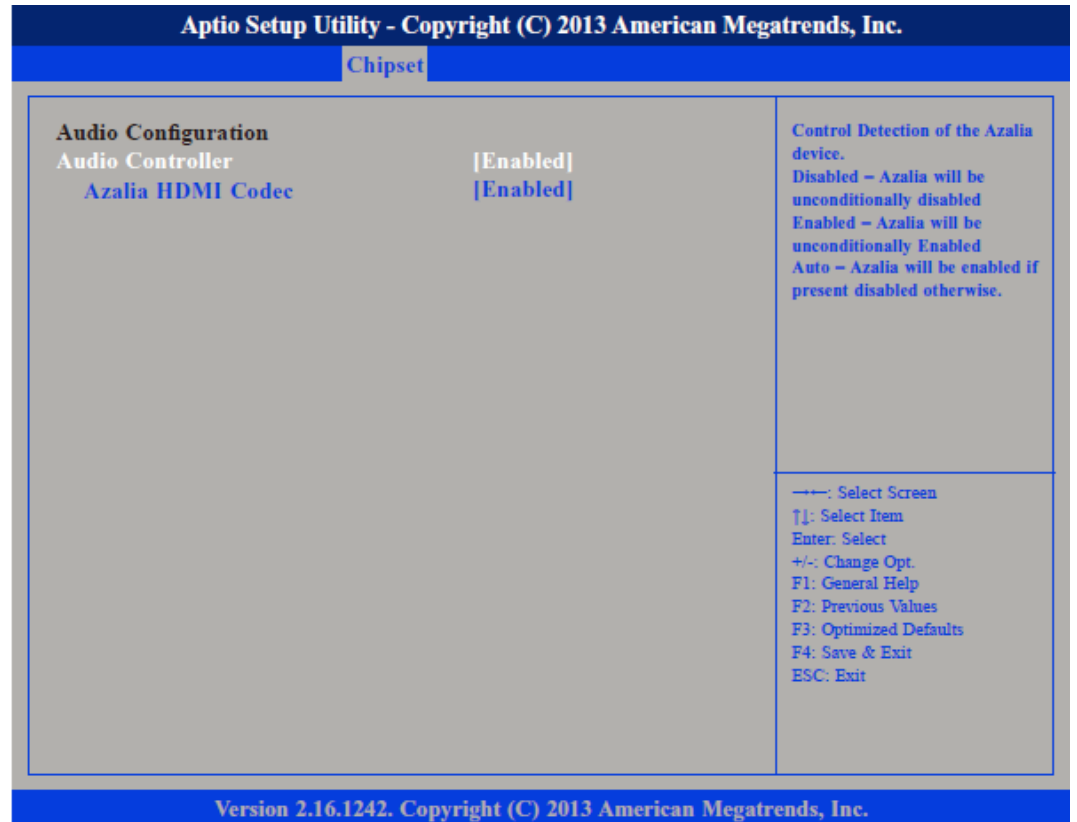 Aptio Setup Utility - Copyright (C) 2013 American Megatrends, Inc.
Chipset
Audio Configuration
Audio Controller [Enabled]
Azalia HDMI Codec [Enabled]
Control Detection of the Azalia
device.
Disabled – Azalia will be
unconditionally disabled
Enabled – Azalia will be
unconditionally Enabled
Auto – Azalia will be enabled if
present disabled otherwise.
→←: Select Screen
↑↓: Select Item
Enter: Select
+/-: Change Opt.
F1: General Help
F2: Previous Values
F3: Optimized Defaults
F4: Save & Exit
ESC: Exit
Version 2.16.1242. Copyright (C) 2013 American Megatrends, Inc.